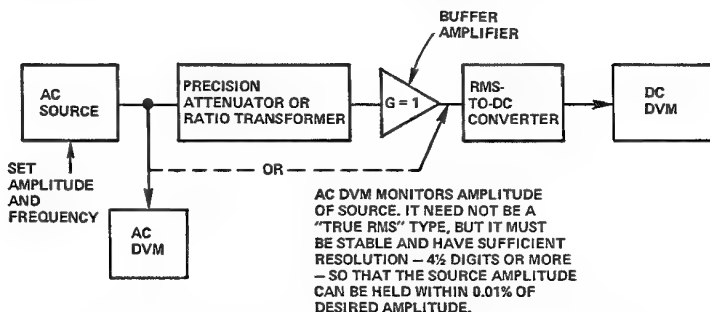 BUFFER
AMPLIFIER
AC
SOURCE
PRECISION
ATTENUATOR OR
RATIO TRANSFORMER
G = 1
RMS-
TO-DC
CONVERTER
DC
DVM
SET
AMPLITUDE
AND
FREQUENCY
OR
AC
DVM
AC DVM MONITORS AMPLITUDE
OF SOURCE. IT NEED NOT BE A
"TRUE RMS" TYPE, BUT IT MUST
BE STABLE AND HAVE SUFFICIENT
RESOLUTION – 4½ DIGITS OR MORE
– SO THAT THE SOURCE AMPLITUDE
CAN BE HELD WITHIN 0.01% OF
DESIRED AMPLITUDE.